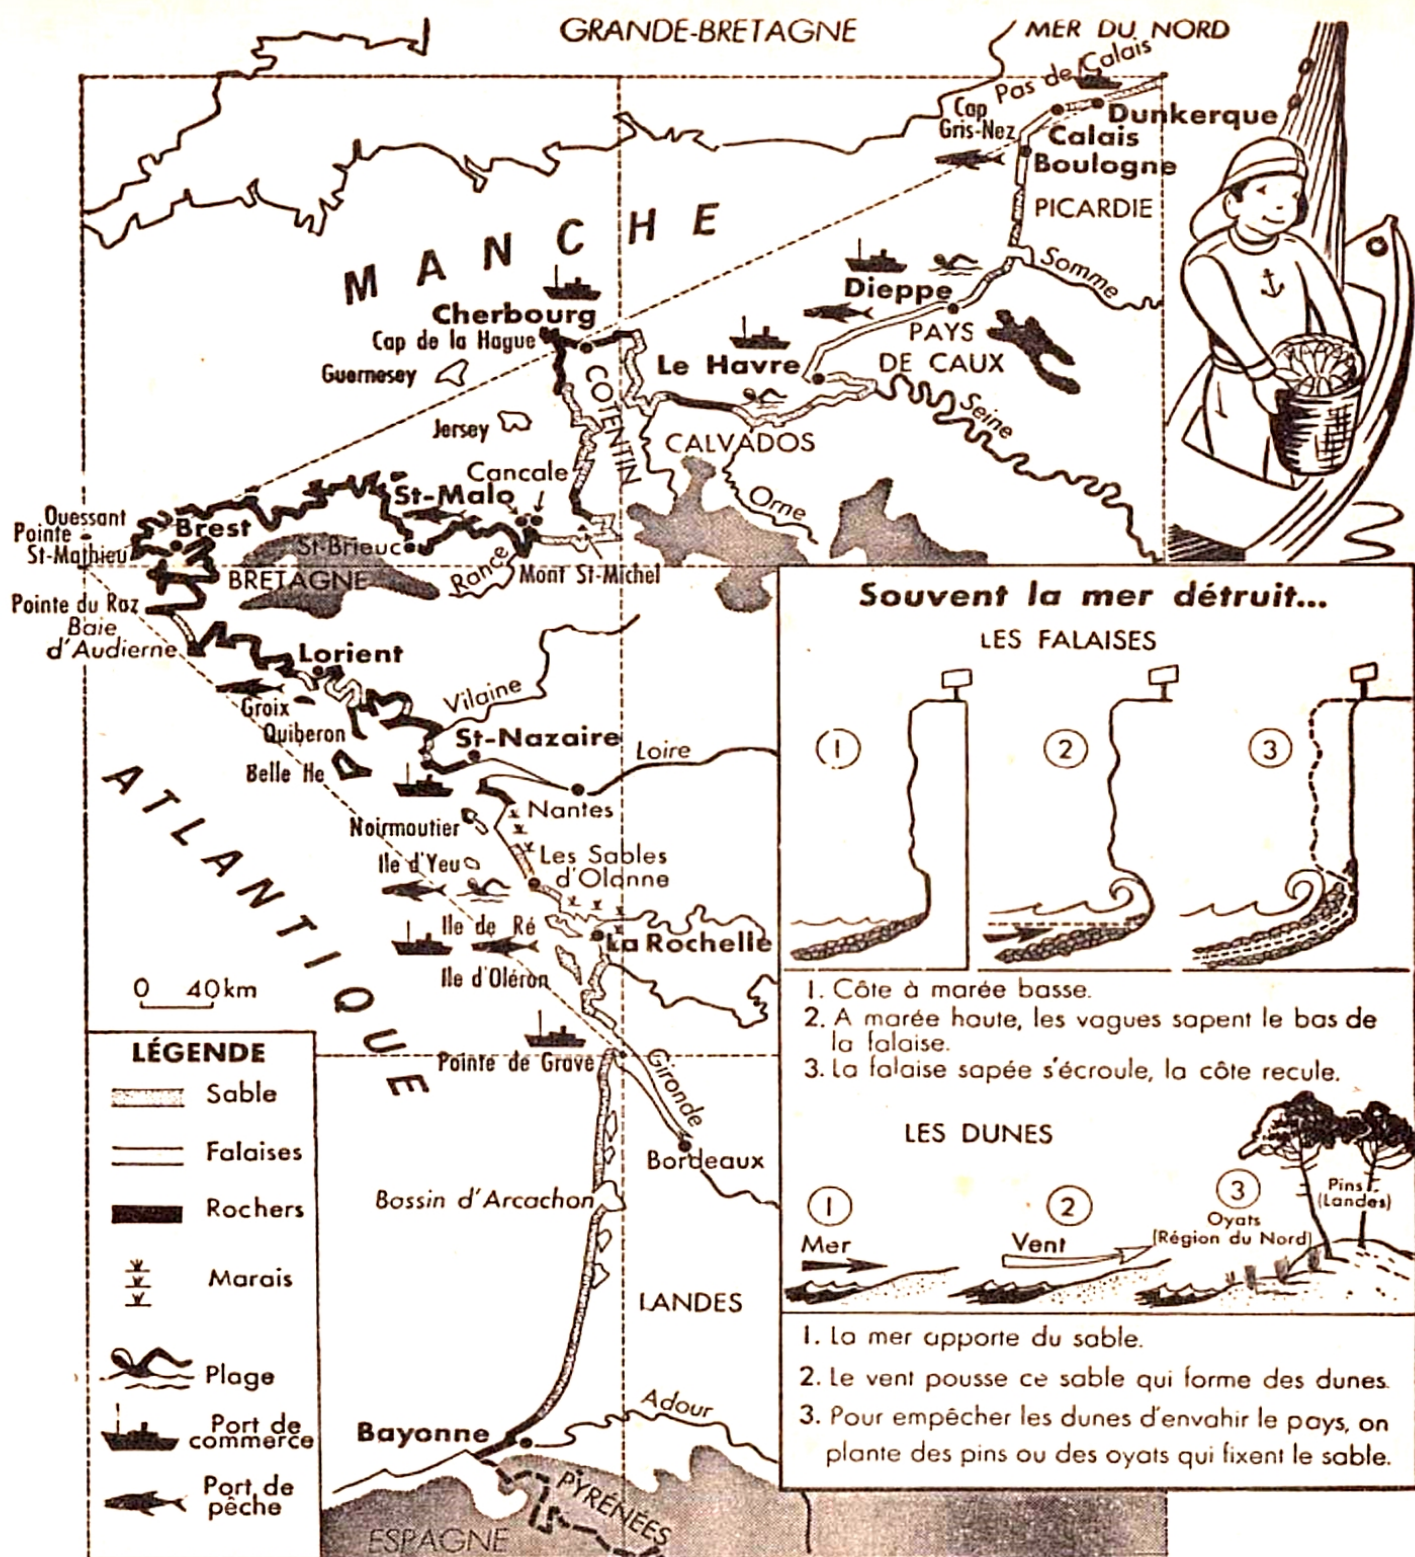 GRANDE-BRETAGNE
MER DU NORD
Pas de Calais
Cap
Gris-Nez
Dunkerque
Calais
Boulogne
PICARDIE
MANCHE
Somme
Dieppe
Cherbourg
Cap de la Hague
PAYS
DE CAUX
Le Havre
Guernesey
COTENTIN
Seine
Jersey
CALVADOS
Cancale
St-Malo
Orne
Ouessant
Pointe
St-Mathieu
Brest
St-Brieuc
Rance
BRETAGNE
Mont St-Michel
Pointe du Raz
Baie
d'Audierne
Lorient
Vilaine
Groix
Quiberon
St-Nazaire
Loire
Belle Ile
ATLANTIQUE
Nantes
Noirmoutier
Ile d'Yeu
Les Sables
d'Olonne
Ile de Ré
La Rochelle
Ile d'Oléron
0 40 km
Pointe de Grave
Gironde
Bordeaux
Bassin d'Arcachon
LANDES
Adour
Bayonne
PYRÉNÉES
ESPAGNE
LÉGENDE
Sable
Falaises
Rochers
Marais
Plage
Port de
commerce
Port de
pêche
Souvent la mer détruit...
LES FALAISES
1
2
3
1. Côte à marée basse.
2. A marée haute, les vagues sapent le bas de
la falaise.
3. La falaise sapée s'écroule, la côte recule.
LES DUNES
1
Mer
2
Vent
3
Oyats
(Région du Nord)
Pins
(Landes)
1. La mer apporte du sable.
2. Le vent pousse ce sable qui forme des dunes.
3. Pour empêcher les dunes d'envahir le pays, on
plante des pins ou des oyats qui fixent le sable.